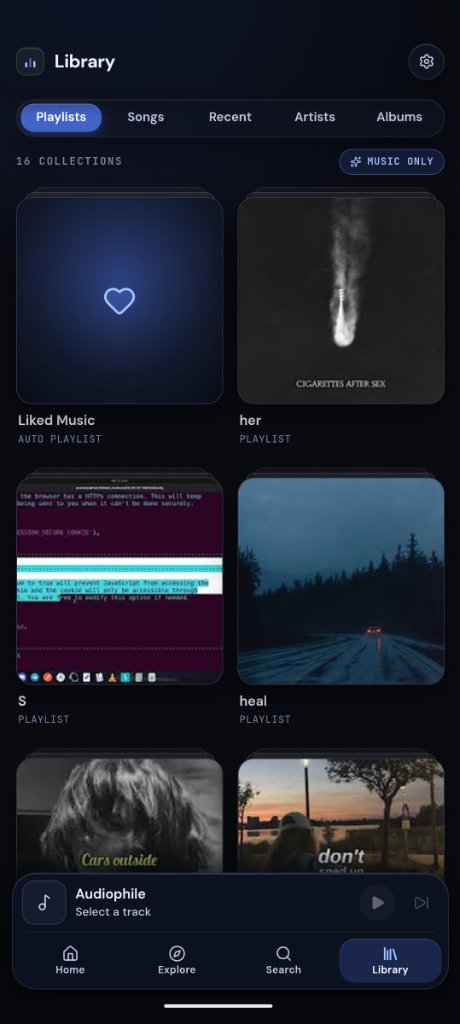 Library
Playlists
Songs
Recent
Artists
Albums
16 COLLECTIONS
MUSIC ONLY
CIGARETTES AFTER SEX
Liked Music
AUTO PLAYLIST
her
PLAYLIST
the browser has a HTTPS connection. This will keep
being sent to you when it can't be done securely.
ESSION_SECURE_COOKIE'),
ue to true will prevent JavaScript from accessing the
kie and the cookie will only be accessible through
l. You are free to modify this option if needed.
S
PLAYLIST
heal
PLAYLIST
Cars outside
don't
sped up
Audiophile
Select a track
Home
Explore
Search
Library